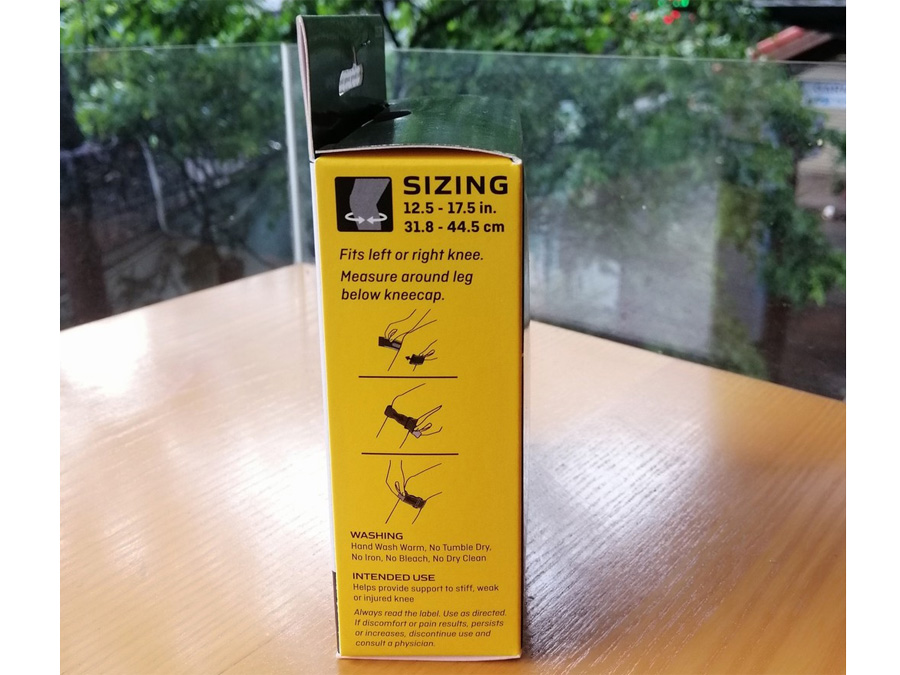 SIZING
12.5 - 17.5 in.
31.8 - 44.5 cm
Fits left or right knee.
Measure around leg
below kneecap.
WASHING
Hand Wash Warm, No Tumble Dry,
No Iron, No Bleach, No Dry Clean
INTENDED USE
Helps provide support to stiff, weak
or injured knee
Always read the label. Use as directed.
If discomfort or pain results, persists
or increases, discontinue use and
consult a physician.